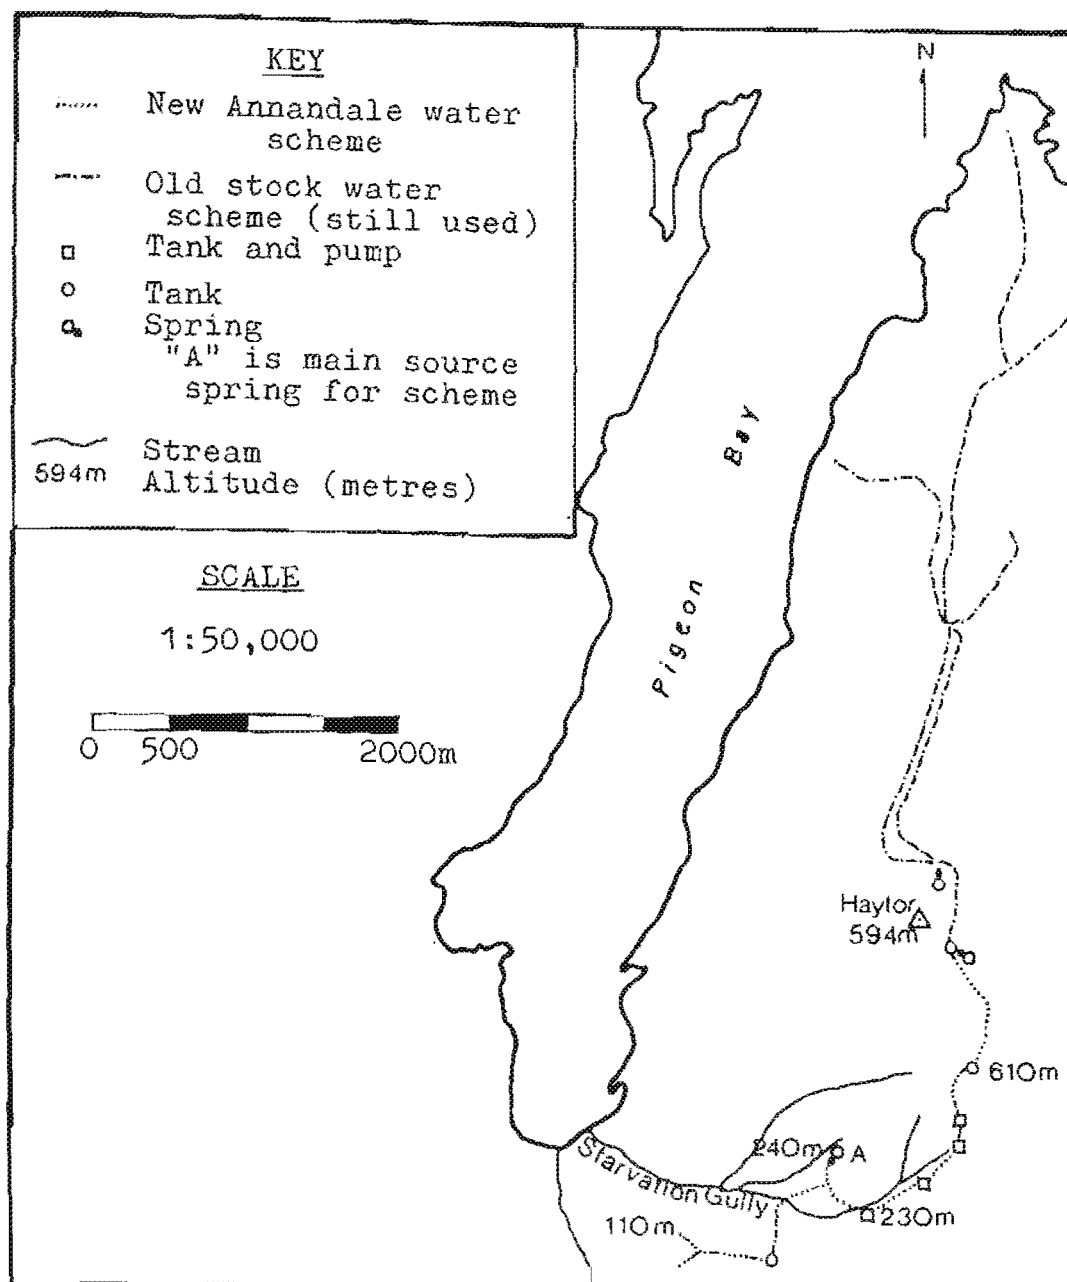 KEY
New Annandale water
scheme
Old stock water
scheme (still used)
Tank and pump
Tank
Spring
"A" is main source
spring for scheme
Stream
594m
Altitude (metres)
SCALE
1:50,000
0 500 2000m
N
Pigeon Bay
Haylor
594m
610m
240m A
Starvation Gully
230m
110m